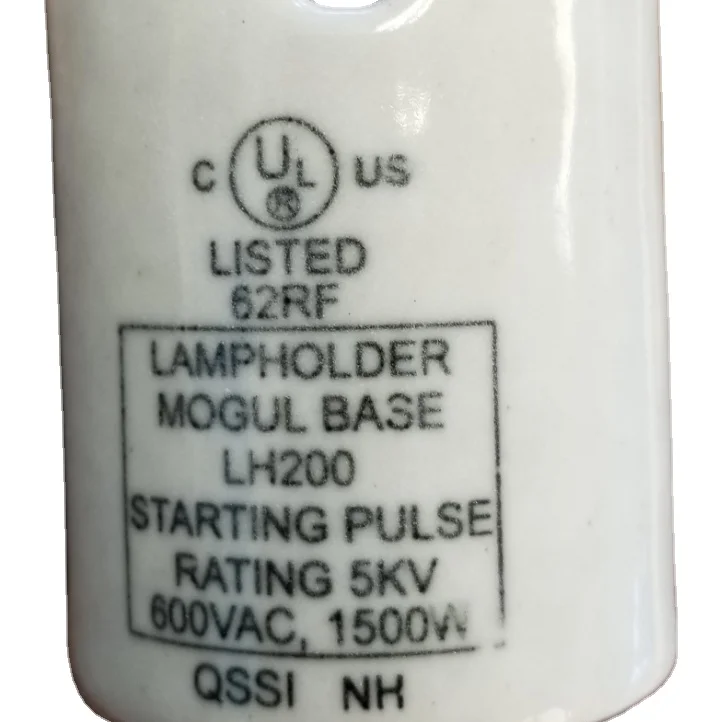 C UL® US
LISTED
62RF
LAMPHOLDER
MOGUL BASE
LH200
STARTING PULSE
RATING 5KV
600VAC, 1500W
QSSI NH